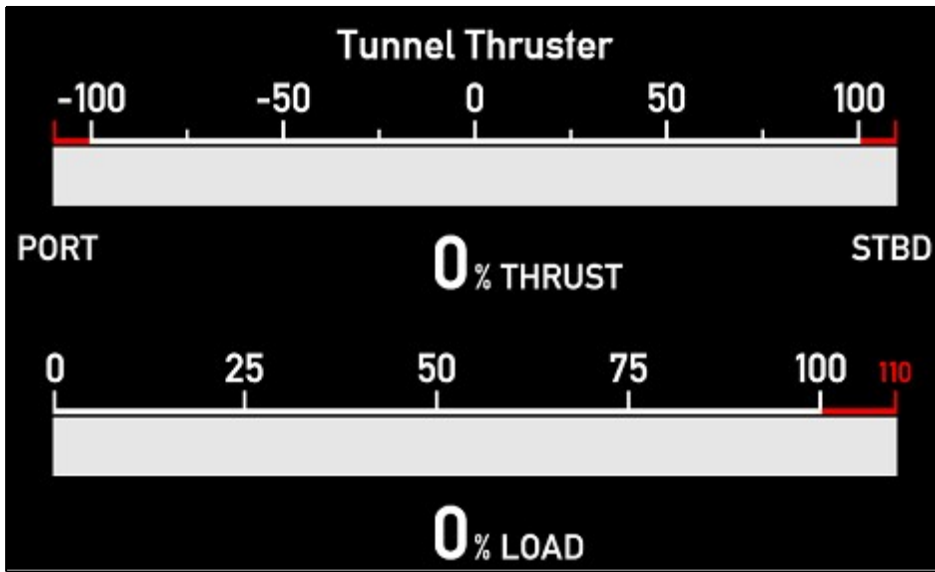 Tunnel Thruster
-100 -50 0 50 100
PORT STBD
0 % THRUST
0 25 50 75 100 110
0 % LOAD